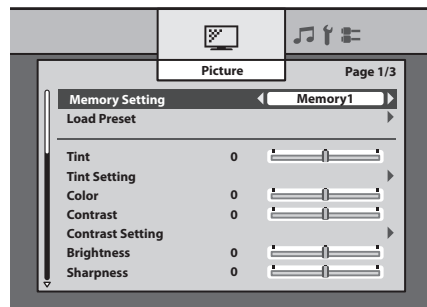 Picture
Page 1/3
Memory Setting Memory1
Load Preset
Tint 0
Tint Setting
Color 0
Contrast 0
Contrast Setting
Brightness 0
Sharpness 0